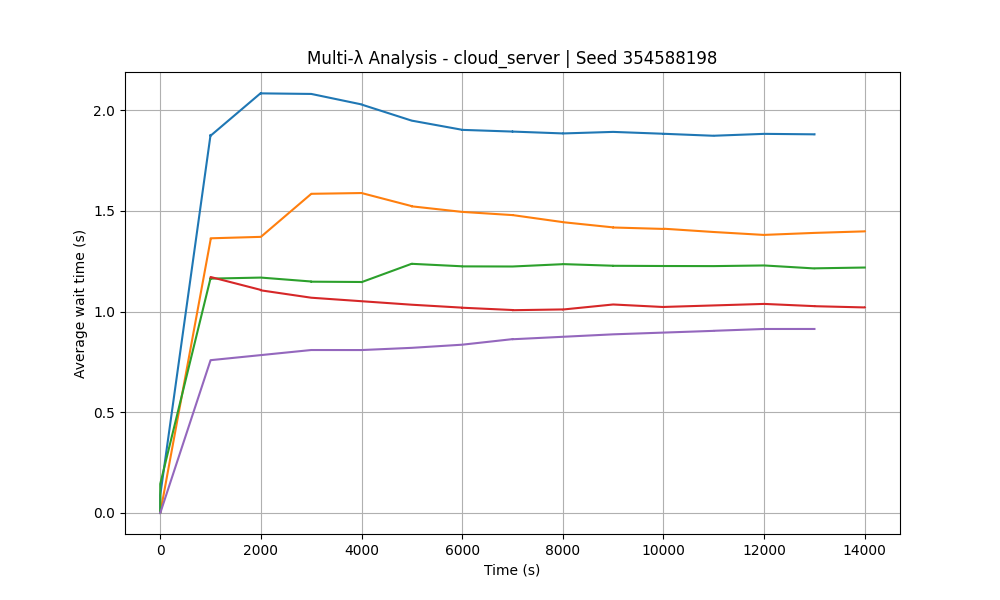 Multi-λ Analysis - cloud_server | Seed 354588198
Average wait time (s)
2.0
1.5
1.0
0.5
0.0
0 2000 4000 6000 8000 10000 12000 14000
Time (s)